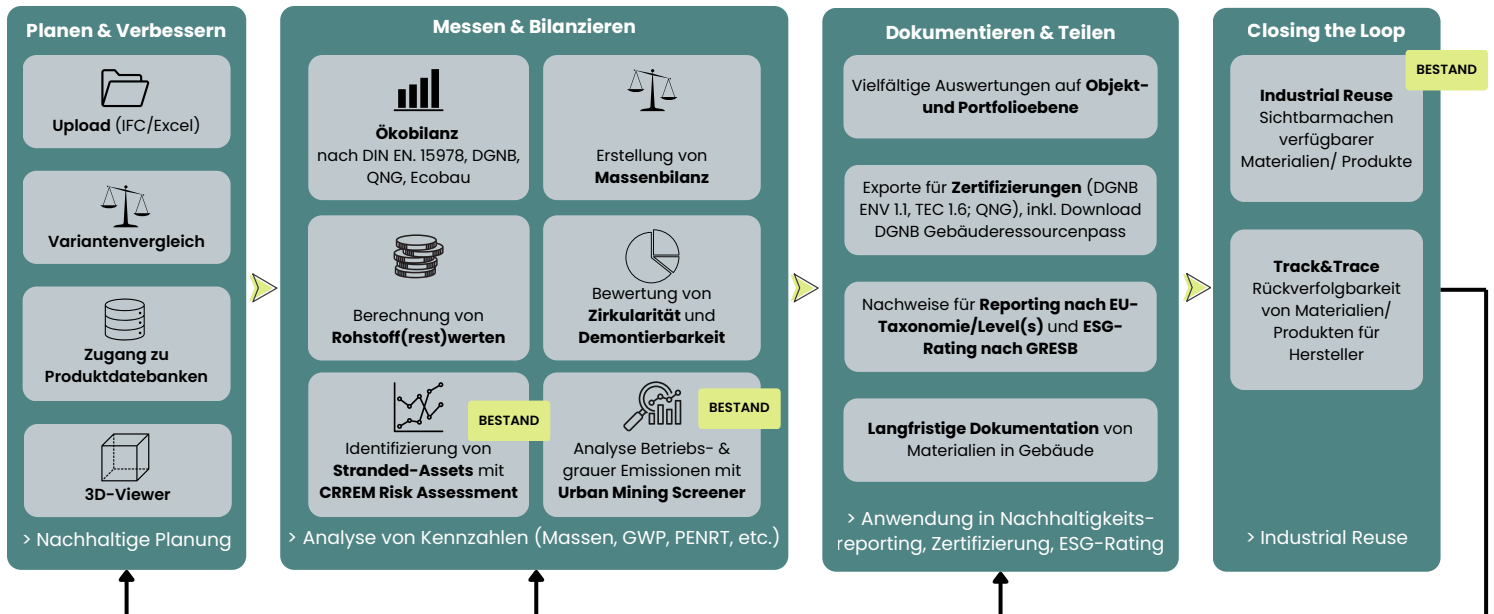 Planen & Verbessern
Upload (IFC/Excel)
Variantenvergleich
Zugang zu
Produktdatebanken
3D-Viewer
> Nachhaltige Planung
Messen & Bilanzieren
Ökobilanz
nach DIN EN. 15978, DGNB,
QNG, Ecobau
Erstellung von
Massenbilanz
Berechnung von
Rohstoff(rest)werten
Bewertung von
Zirkularität und
Demontierbarkeit
BESTAND
Identifizierung von
Stranded-Assets mit
CRREM Risk Assessment
BESTAND
Analyse Betriebs- &
grauer Emissionen mit
Urban Mining Screener
> Analyse von Kennzahlen (Massen, GWP, PENRT, etc.)
Dokumentieren & Teilen
Vielfältige Auswertungen auf Objekt-
und Portfolioebene
Exporte für Zertifizierungen (DGNB
ENV 1.1, TEC 1.6; QNG), inkl. Download
DGNB Gebäuderessourcenpass
Nachweise für Reporting nach EU-
Taxonomie/Level(s) und ESG-
Rating nach GRESB
Langfristige Dokumentation von
Materialien in Gebäude
> Anwendung in Nachhaltigkeits-
reporting, Zertifizierung, ESG-Rating
Closing the Loop
BESTAND
Industrial Reuse
Sichtbarmachen
verfügbarer
Materialien/ Produkte
Track&Trace
Rückverfolgbarkeit
von Materialien/
Produkten für
Hersteller
> Industrial Reuse